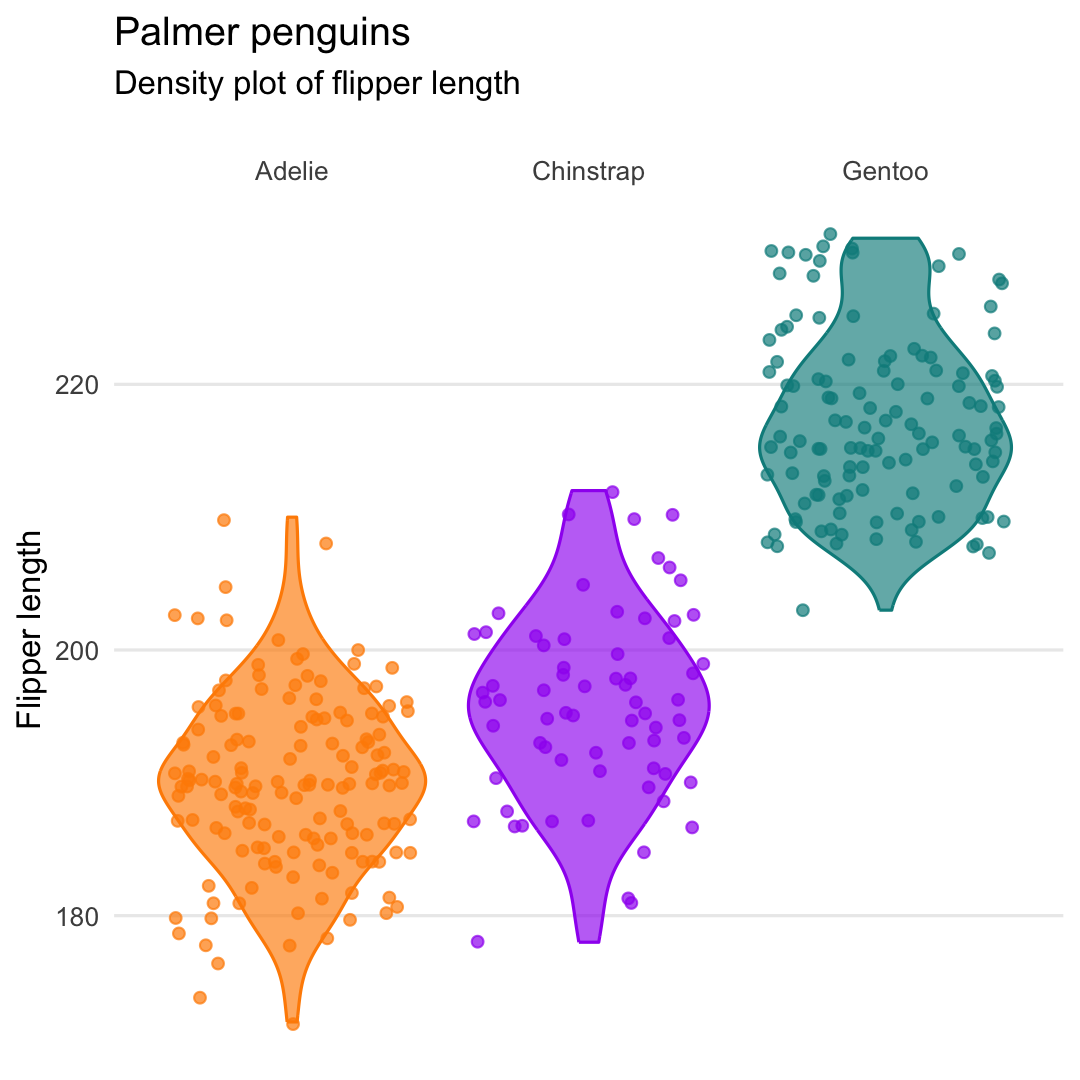 Palmer penguins
Density plot of flipper length
Adelie
Chinstrap
Gentoo
220
200
180
Flipper length